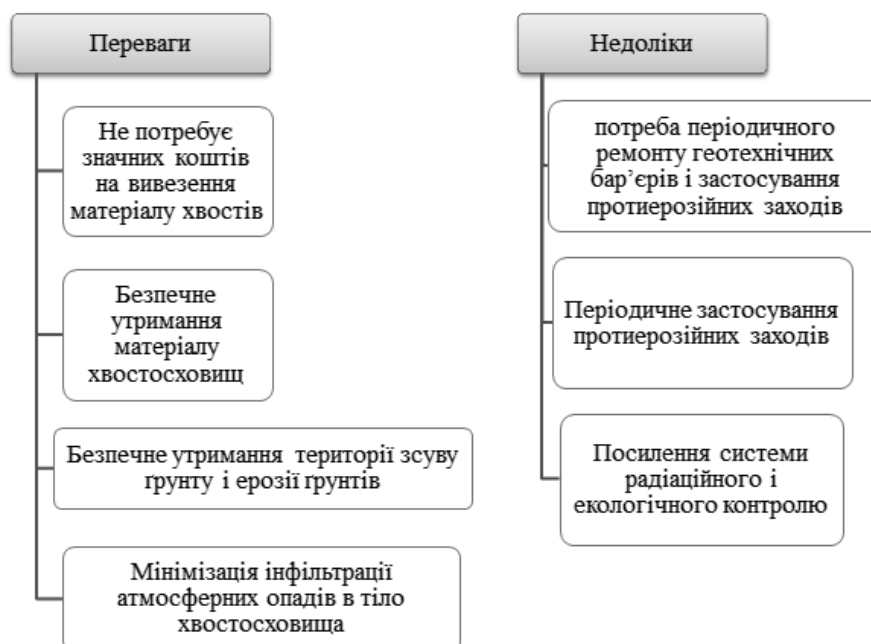 Переваги
Не потребує
значних коштів
на вивезення
матеріалу хвостів
Безпечне
утримання
матеріалу
хвостосховищ
Безпечне утримання території зсуву
ґрунту і ерозії ґрунтів
Мінімізація інфільтрації
атмосферних опадів в тіло
хвостосховища
Недоліки
потреба періодичного
ремонту геотехнічних
бар’єрів і застосування
протиерозійних заходів
Періодичне застосування
протиерозійних заходів
Посилення системи
радіаційного і
екологічного контролю